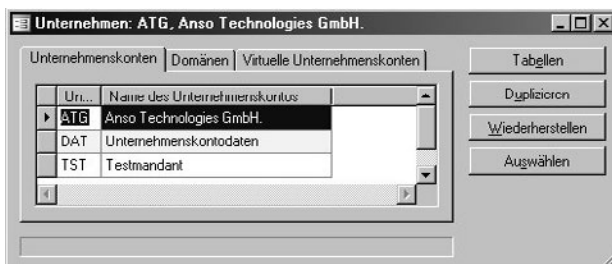 Unternehmen: ATG, Anso Technologies GmbH.
Unternehmenskonten Domänen Virtuelle Unternehmenskonten
Un... Name des Unternehmenskontos
ATG Anso Technologies GmbH.
DAT Unternehmenskontodaten
TST Testmandant
Tabellen
Duplizieren
Wiederherstellen
Auswählen